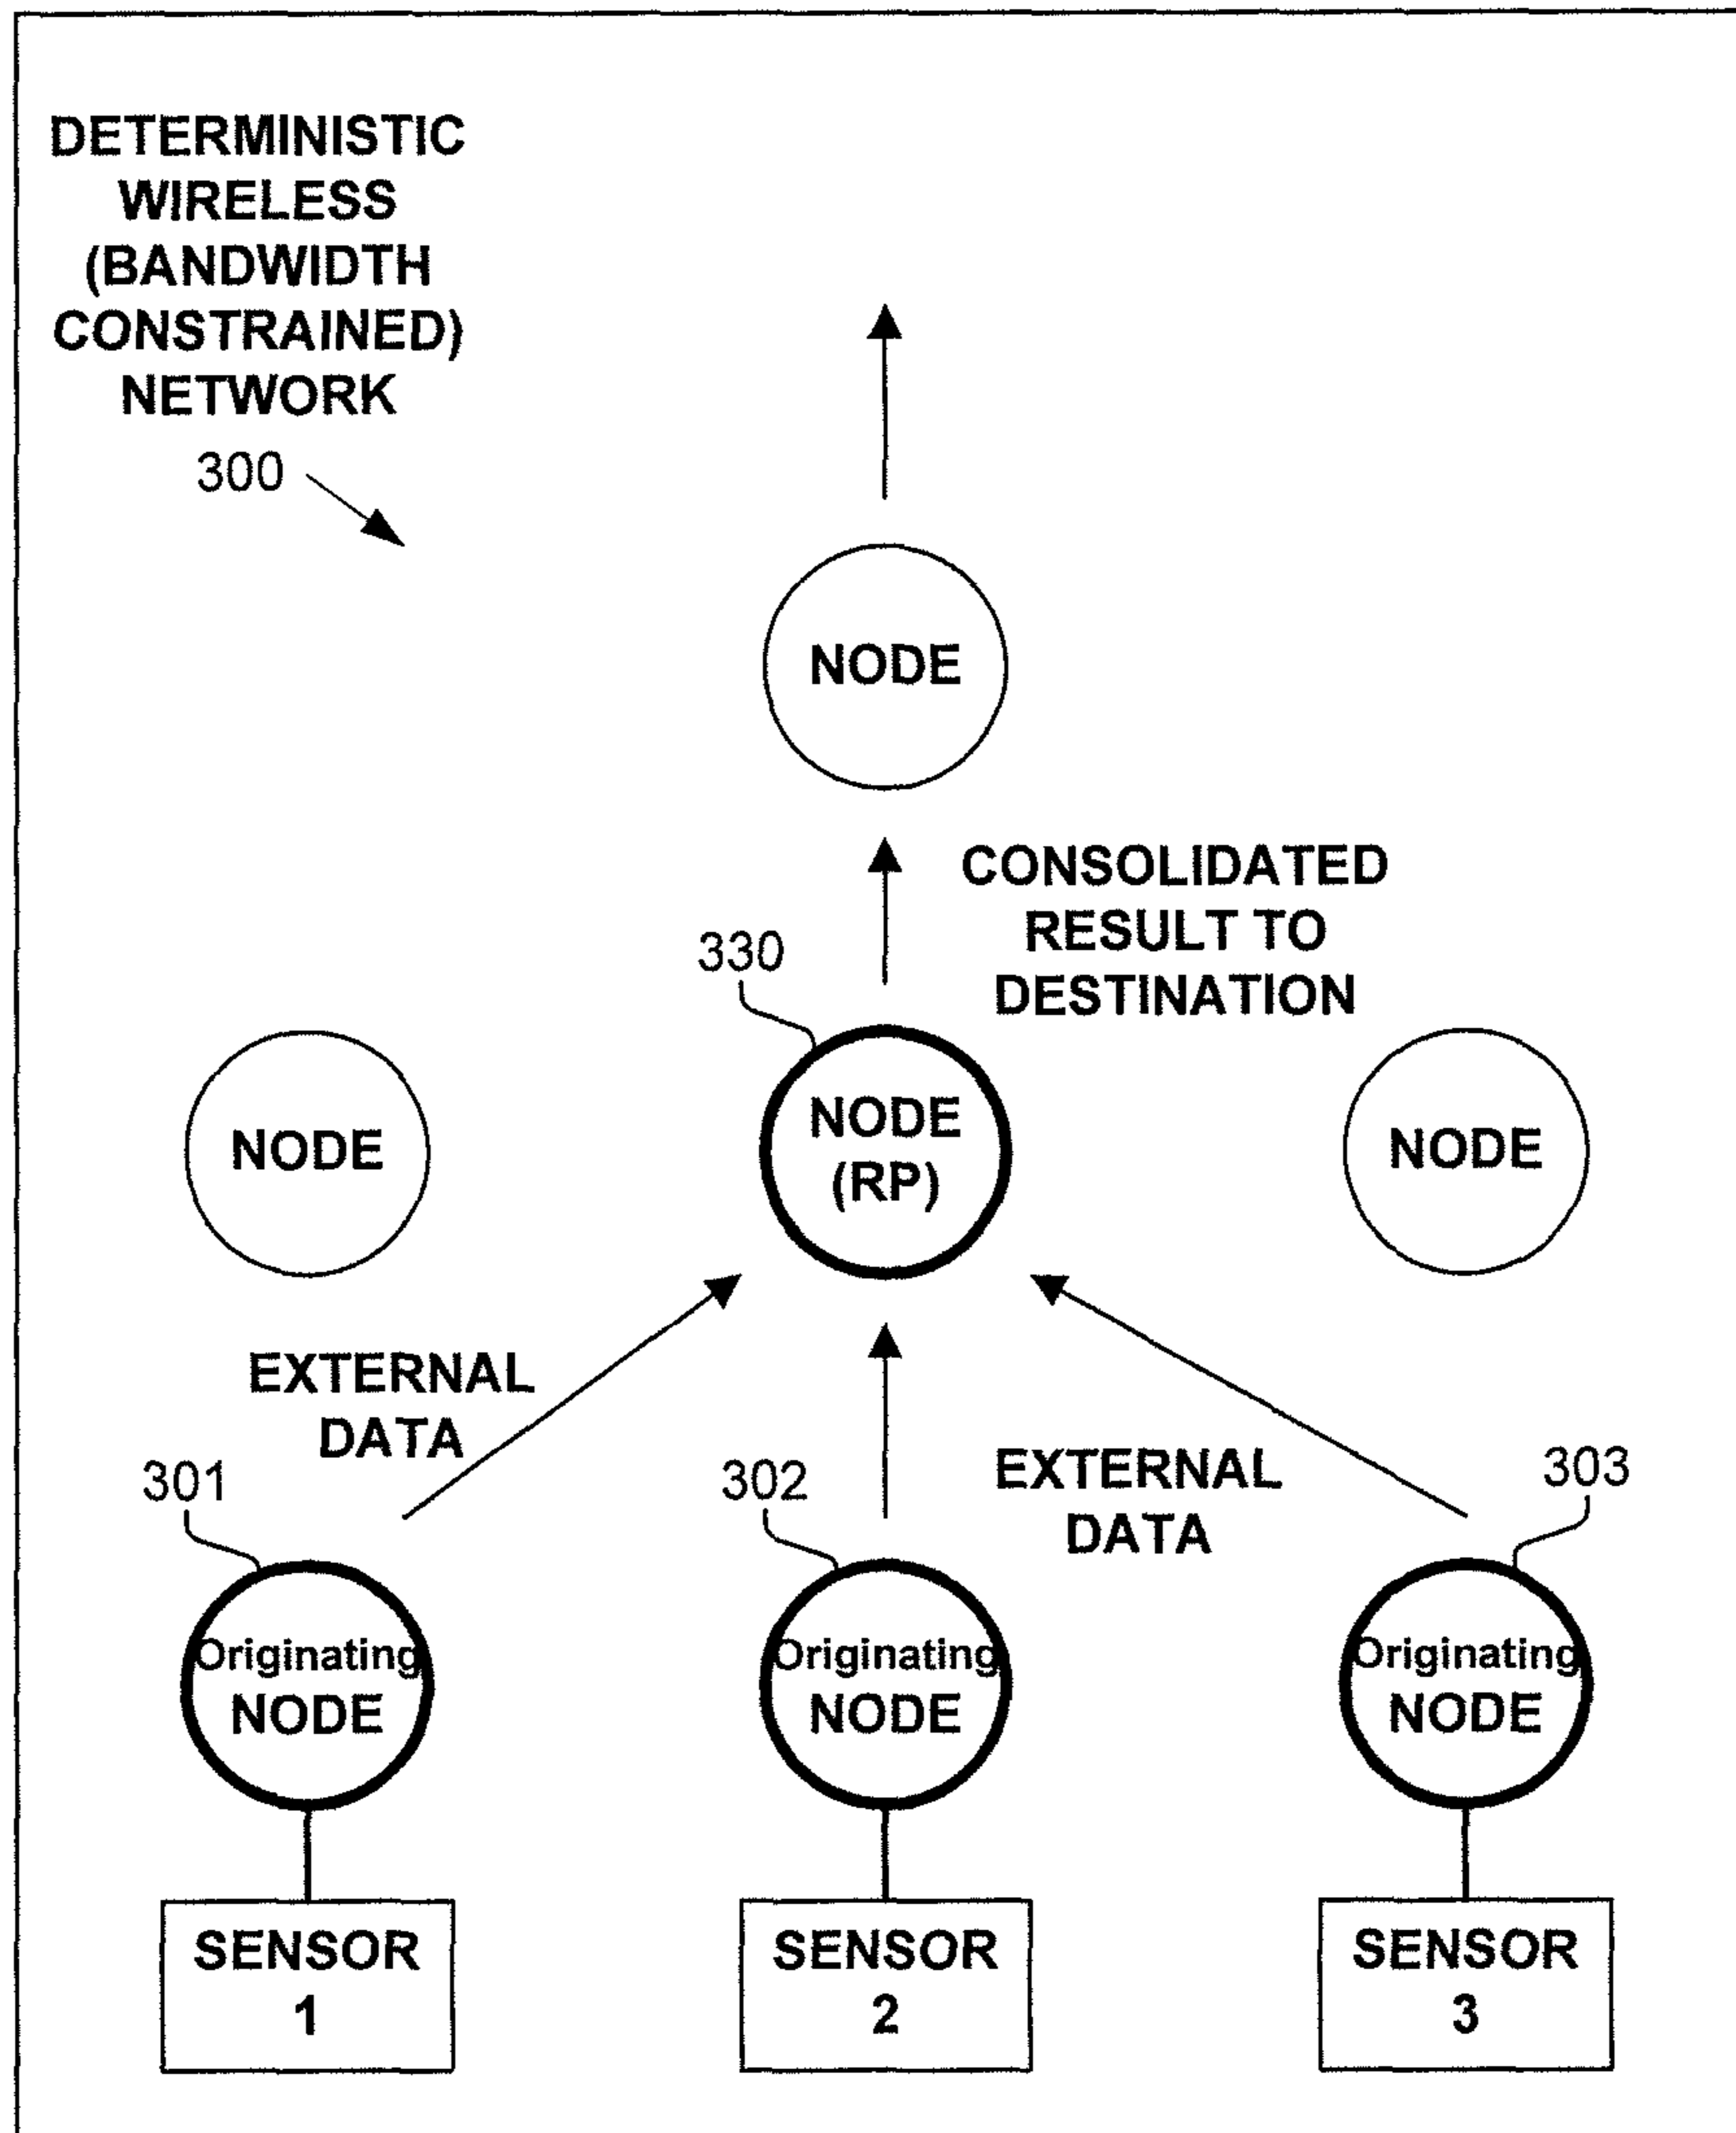 DETERMINISTIC
WIRELESS
(BANDWIDTH
CONSTRAINED)
NETWORK
300
NODE
CONSOLIDATED
RESULT TO
DESTINATION
330
NODE
NODE
(RP)
NODE
EXTERNAL
DATA
EXTERNAL
DATA
301
302
303
Originating
NODE
Originating
NODE
Originating
NODE
SENSOR
1
SENSOR
2
SENSOR
3